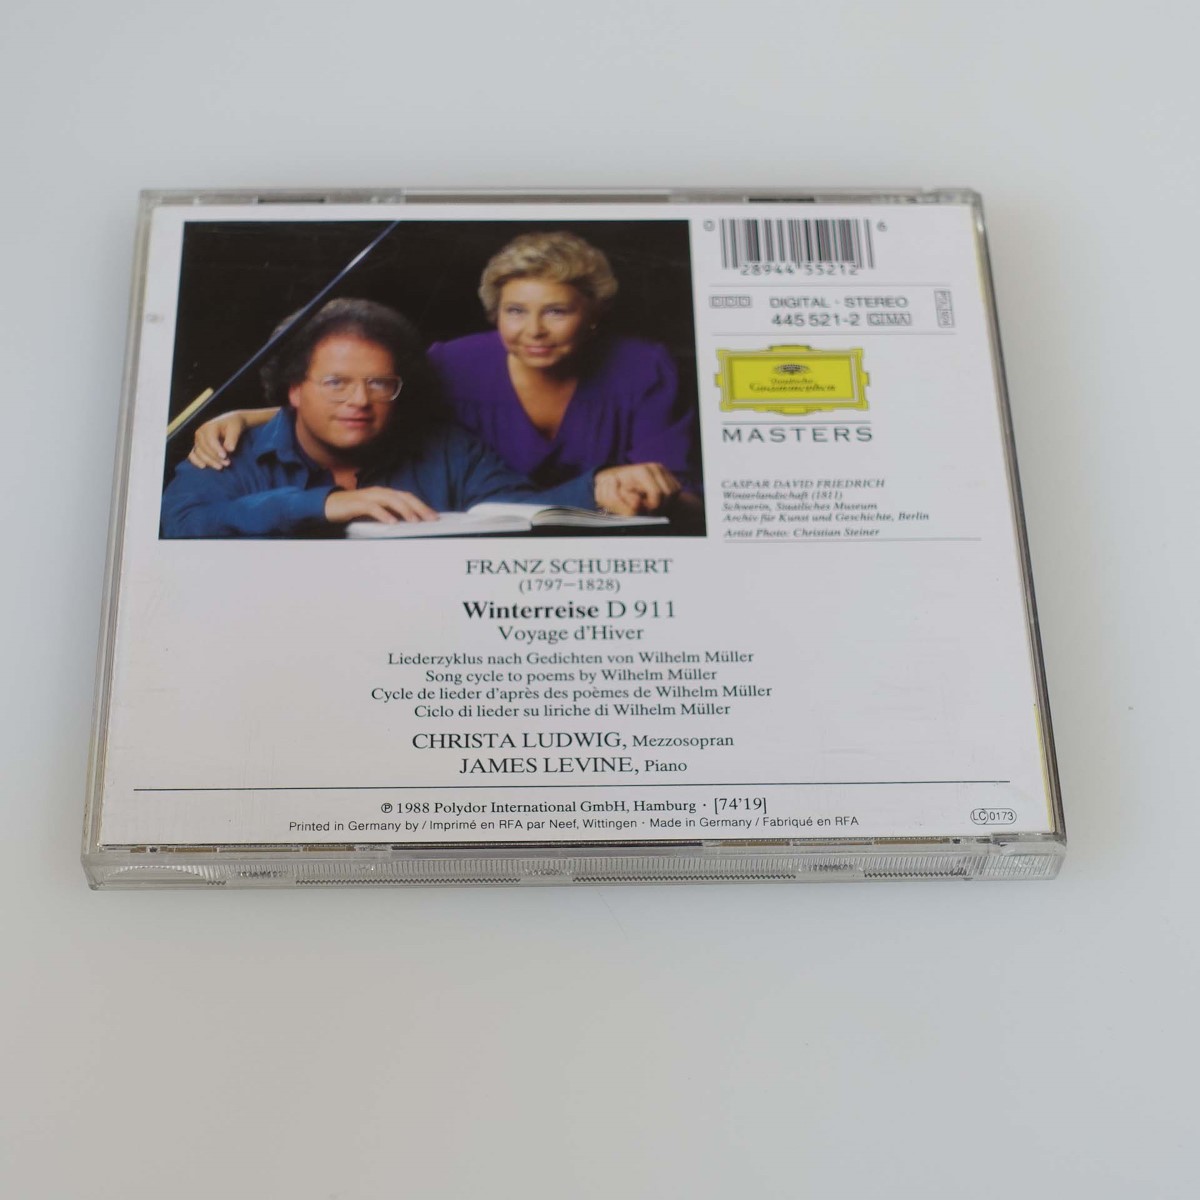 0 28944 55212 6
DDD DIGITAL · STEREO
445 521-2 GIMA
Deutsche
Grammophon
MASTERS
CASPAR DAVID FRIEDRICH
Winterlandschaft (1811)
Schwerin, Staatliches Museum
Archiv für Kunst und Geschichte, Berlin
Artist Photo: Christian Steiner
FRANZ SCHUBERT
(1797–1828)
Winterreise D 911
Voyage d'Hiver
Liederzyklus nach Gedichten von Wilhelm Müller
Song cycle to poems by Wilhelm Müller
Cycle de lieder d'après des poèmes de Wilhelm Müller
Ciclo di lieder su liriche di Wilhelm Müller
CHRISTA LUDWIG, Mezzosopran
JAMES LEVINE, Piano
℗ 1988 Polydor International GmbH, Hamburg · [74'19]
Printed in Germany by / Imprimé en RFA par Neef, Wittingen · Made in Germany / Fabriqué en RFA
LC 0173